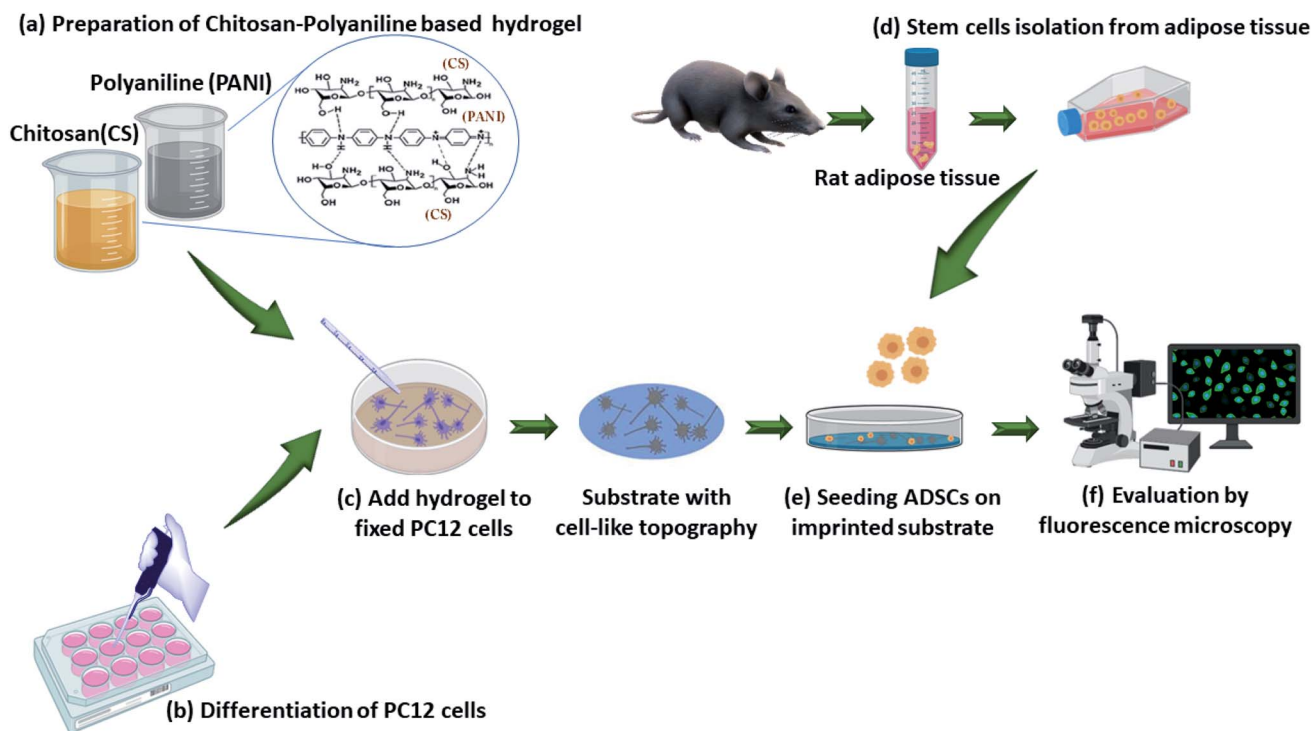 (a) Preparation of Chitosan-Polyaniline based hydrogel
Polyaniline (PANI)
Chitosan(CS)
(CS)
(PANI)
(CS)
(d) Stem cells isolation from adipose tissue
Rat adipose tissue
(c) Add hydrogel to
fixed PC12 cells
Substrate with
cell-like topography
(e) Seeding ADSCs on
imprinted substrate
(f) Evaluation by
fluorescence microscopy
(b) Differentiation of PC12 cells